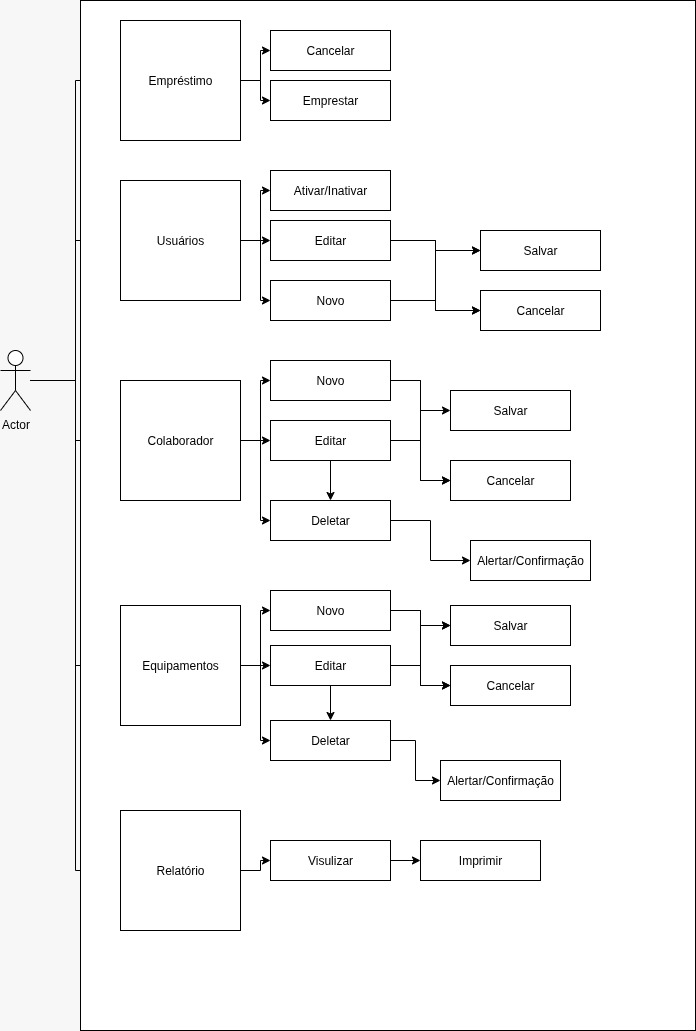 Actor
Empréstimo
Cancelar
Emprestar
Usuários
Ativar/Inativar
Editar
Novo
Salvar
Cancelar
Colaborador
Novo
Editar
Deletar
Salvar
Cancelar
Alertar/Confirmação
Equipamentos
Novo
Editar
Deletar
Salvar
Cancelar
Alertar/Confirmação
Relatório
Visulizar
Imprimir